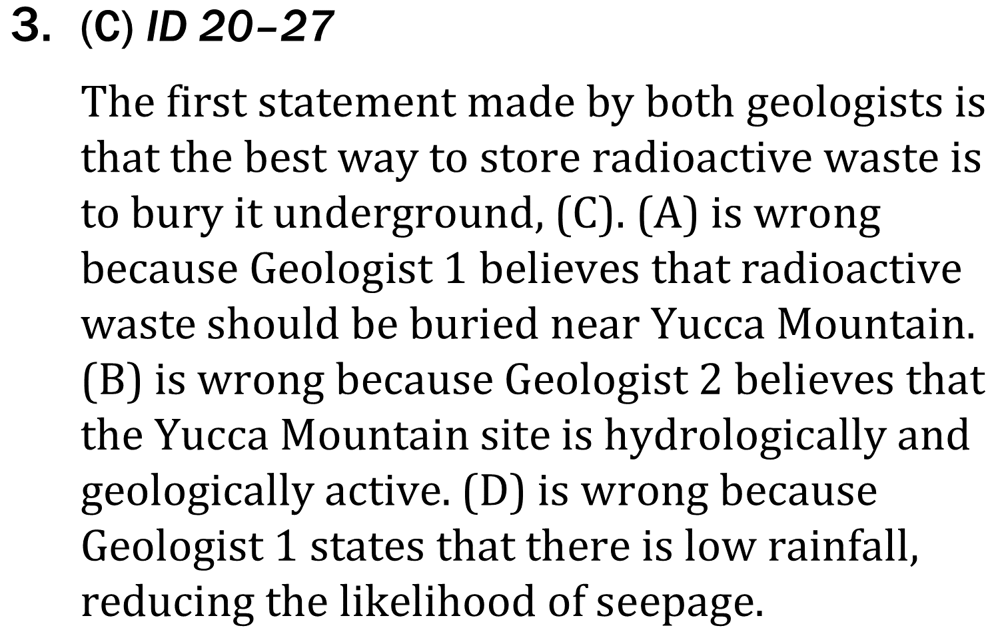 3. (C) ID 20–27
The first statement made by both geologists is
that the best way to store radioactive waste is
to bury it underground, (C). (A) is wrong
because Geologist 1 believes that radioactive
waste should be buried near Yucca Mountain.
(B) is wrong because Geologist 2 believes that
the Yucca Mountain site is hydrologically and
geologically active. (D) is wrong because
Geologist 1 states that there is low rainfall,
reducing the likelihood of seepage.